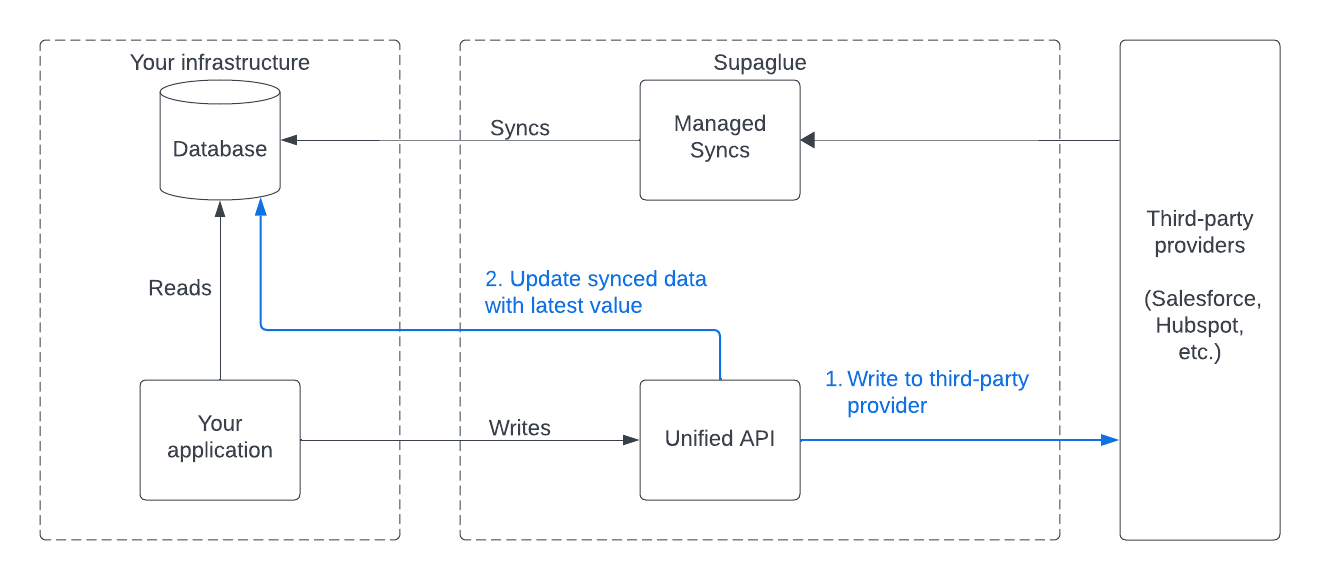 Your infrastructure
Supaglue
Database
Syncs
Managed
Syncs
Third-party
providers
(Salesforce,
Hubspot,
etc.)
Reads
2. Update synced data
with latest value
1. Write to third-party
provider
Your
application
Writes
Unified API